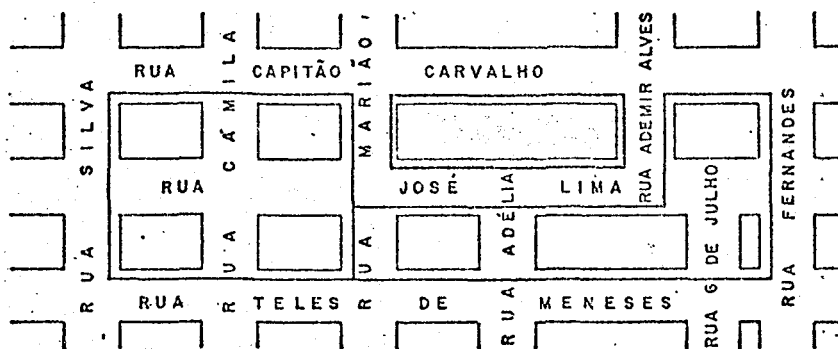 RUA CAPITÃO CARVALHO
RUA SILVA
RUA CÂMILA
RUA MARIÃO
RUA ADEMIR ALVES
RUA FERNANDES
RUA JOSÉ LIMA
RUA ADÉLIA
RUA 6 DE JULHO
RUA TELES DE MENESES